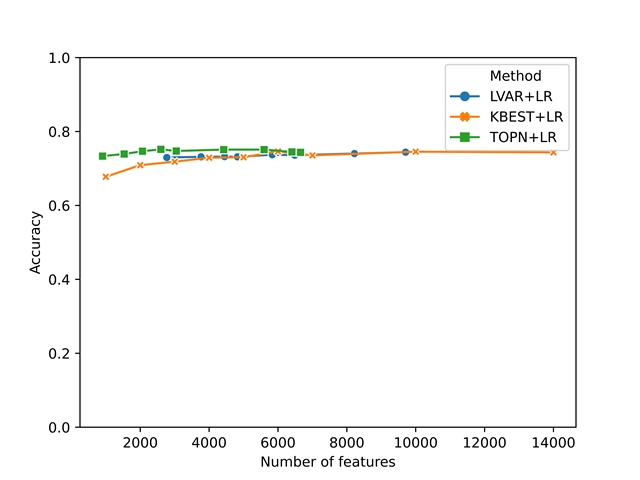 1.0
0.8
0.6
0.4
0.2
0.0
Accuracy
2000 4000 6000 8000 10000 12000 14000
Number of features
Method
LVAR+LR
KBEST+LR
TOPN+LR